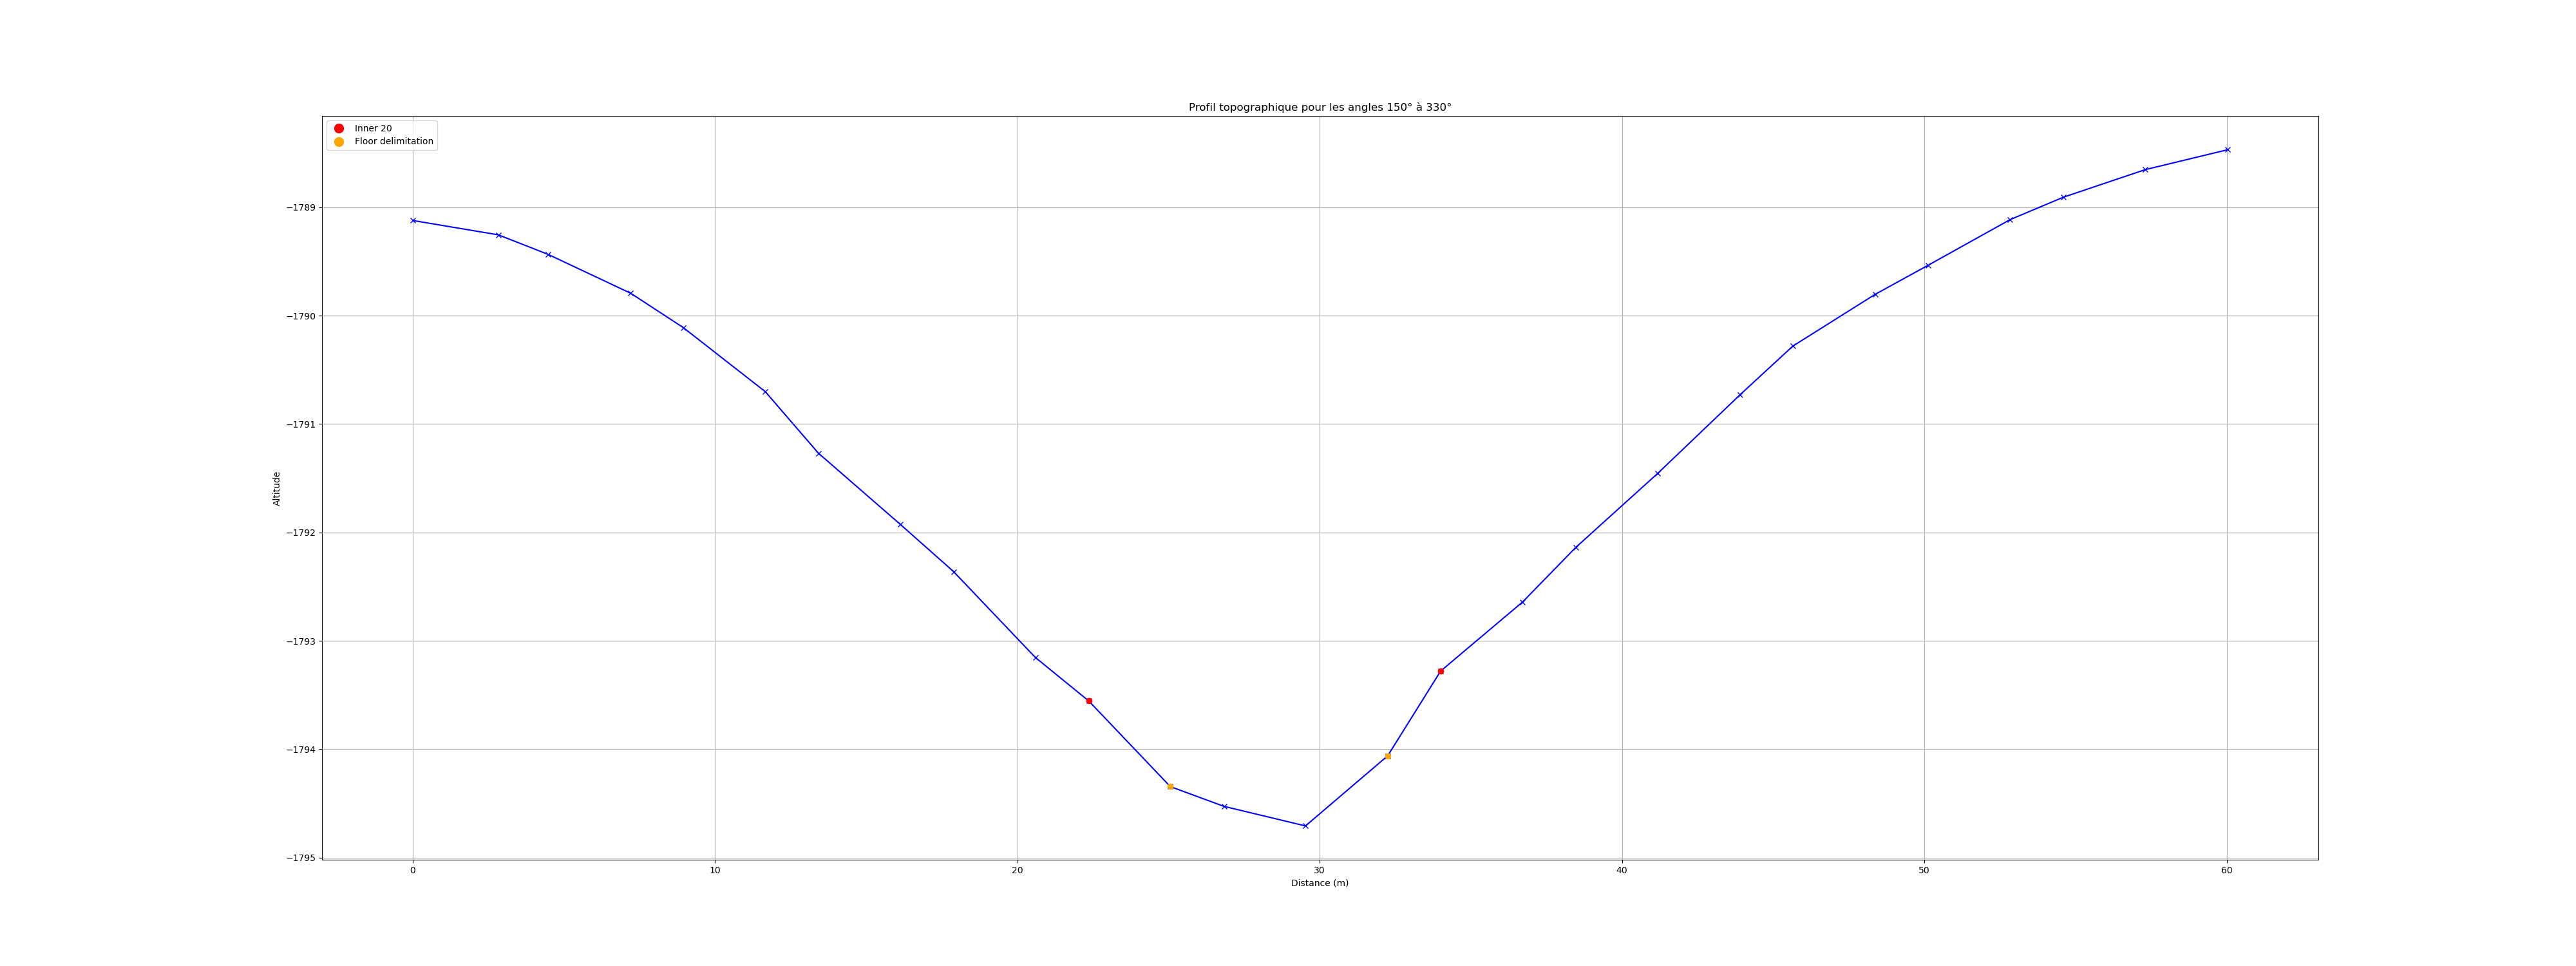 Profil topographique pour les angles 150° à 330°
Inner 20
Floor delimitation
−1789
−1790
−1791
−1792
−1793
−1794
−1795
Altitude
0 10 20 30 40 50 60
Distance (m)